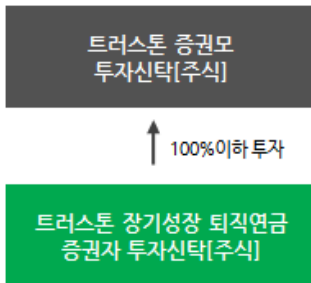 트러스톤 증권모
투자신탁[주식]
100%이하 투자
트러스톤 장기성장 퇴직연금
증권자 투자신탁[주식]